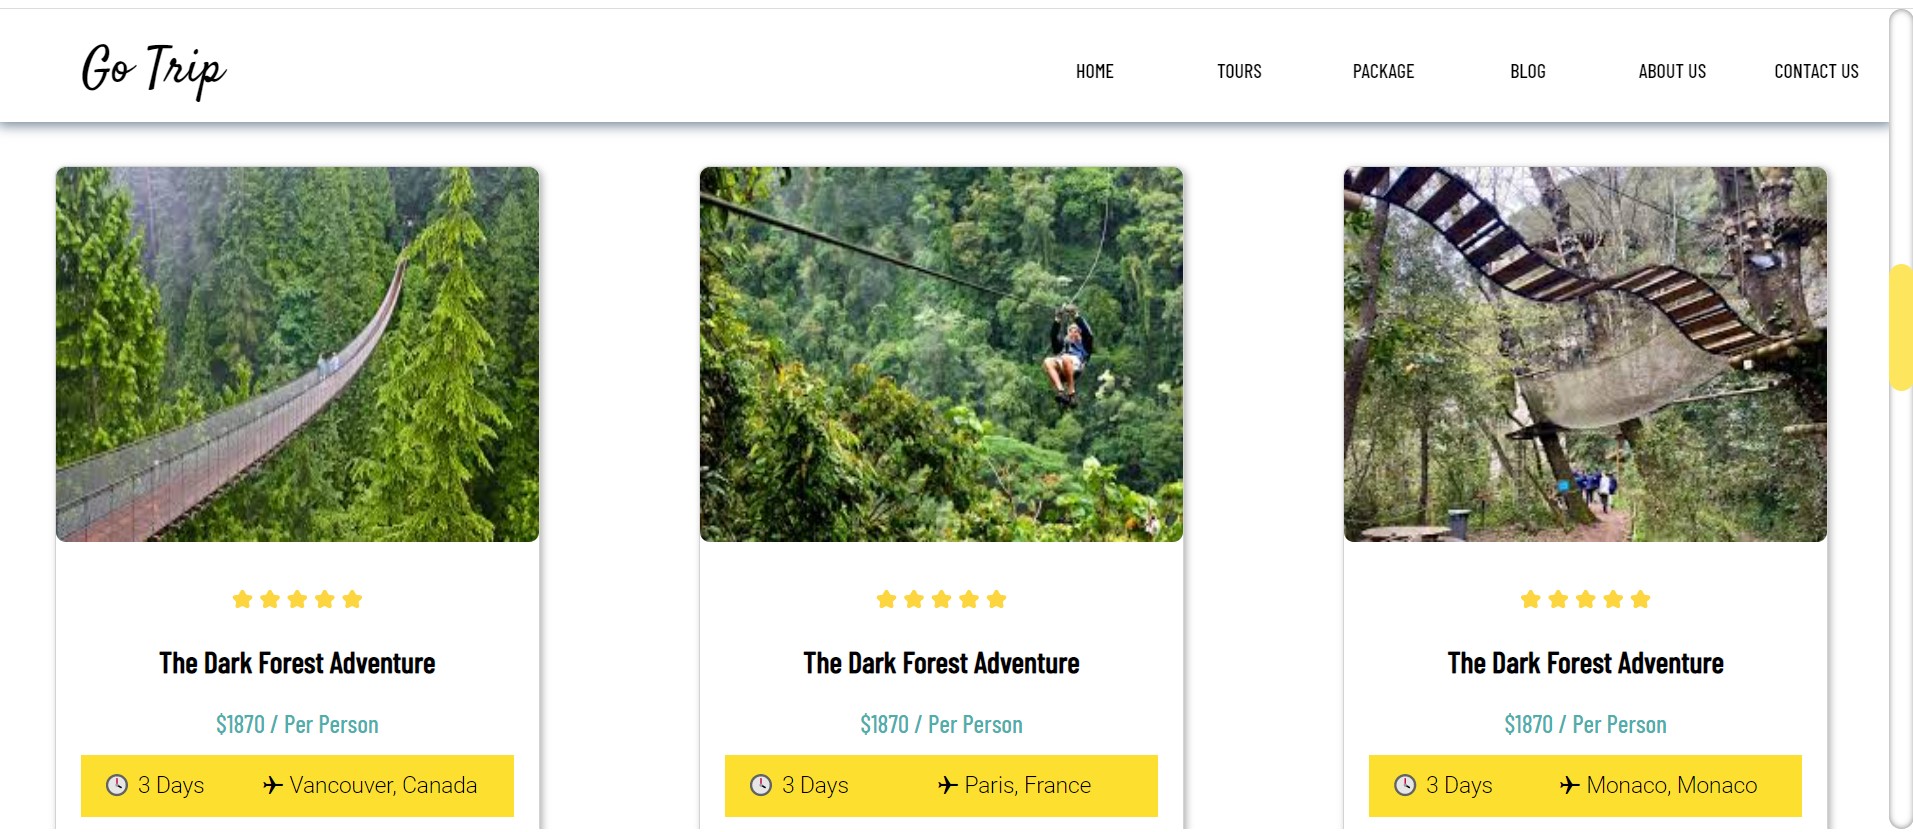 Go Trip
HOME TOURS PACKAGE BLOG ABOUT US CONTACT US
The Dark Forest Adventure
$1870 / Per Person
3 Days Vancouver, Canada
The Dark Forest Adventure
$1870 / Per Person
3 Days Paris, France
The Dark Forest Adventure
$1870 / Per Person
3 Days Monaco, Monaco